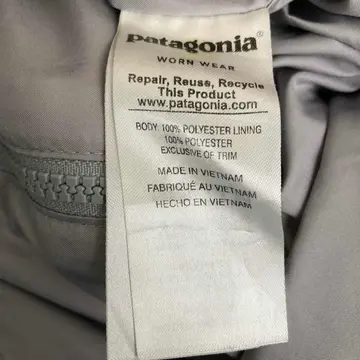 patagonia®
WORN WEAR
Repair, Reuse, Recycle
This Product
www.patagonia.com
BODY: 100% POLYESTER LINING:
100% POLYESTER
EXCLUSIVE OF TRIM
MADE IN VIETNAM
FABRIQUÉ AU VIETNAM
HECHO EN VIETNAM